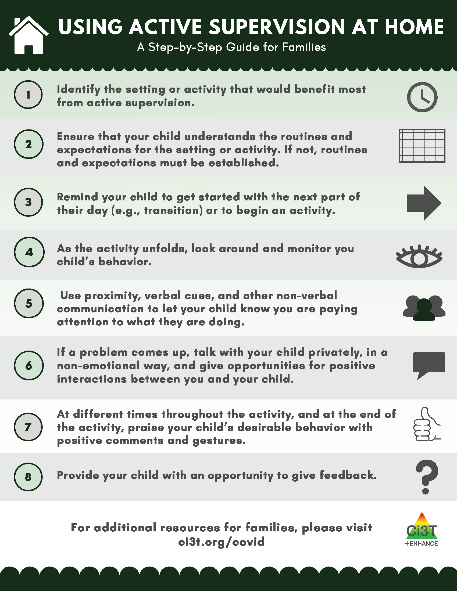 USING ACTIVE SUPERVISION AT HOME
A Step-by-Step Guide for Families
1
Identify the setting or activity that would benefit most
from active supervision.
2
Ensure that your child understands the routines and
expectations for the setting or activity. If not, routines
and expectations must be established.
3
Remind your child to get started with the next part of
their day (e.g., transition) or to begin an activity.
4
As the activity unfolds, look around and monitor you
child's behavior.
5
Use proximity, verbal cues, and other non-verbal
communication to let your child know you are paying
attention to what they are doing.
6
If a problem comes up, talk with your child privately, in a
non-emotional way, and give opportunities for positive
interactions between you and your child.
7
At different times throughout the activity, and at the end of
the activity, praise your child's desirable behavior with
positive comments and gestures.
8
Provide your child with an opportunity to give feedback.
?
For additional resources for families, please visit
ci3t.org/covid
Ci3T
+ENHANCE